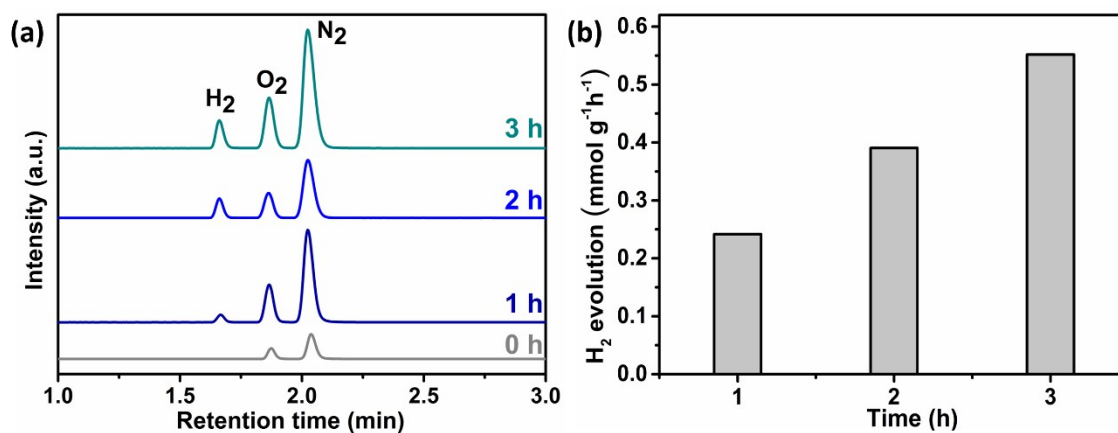 (a)
H₂
O₂
N₂
3 h
2 h
1 h
0 h
Intensity (a.u.)
1.0 1.5 2.0 2.5 3.0
Retention time (min)
(b)
0.6
0.5
0.4
0.3
0.2
0.1
0.0
H₂ evolution (mmol g⁻¹h⁻¹)
1 2 3
Time (h)